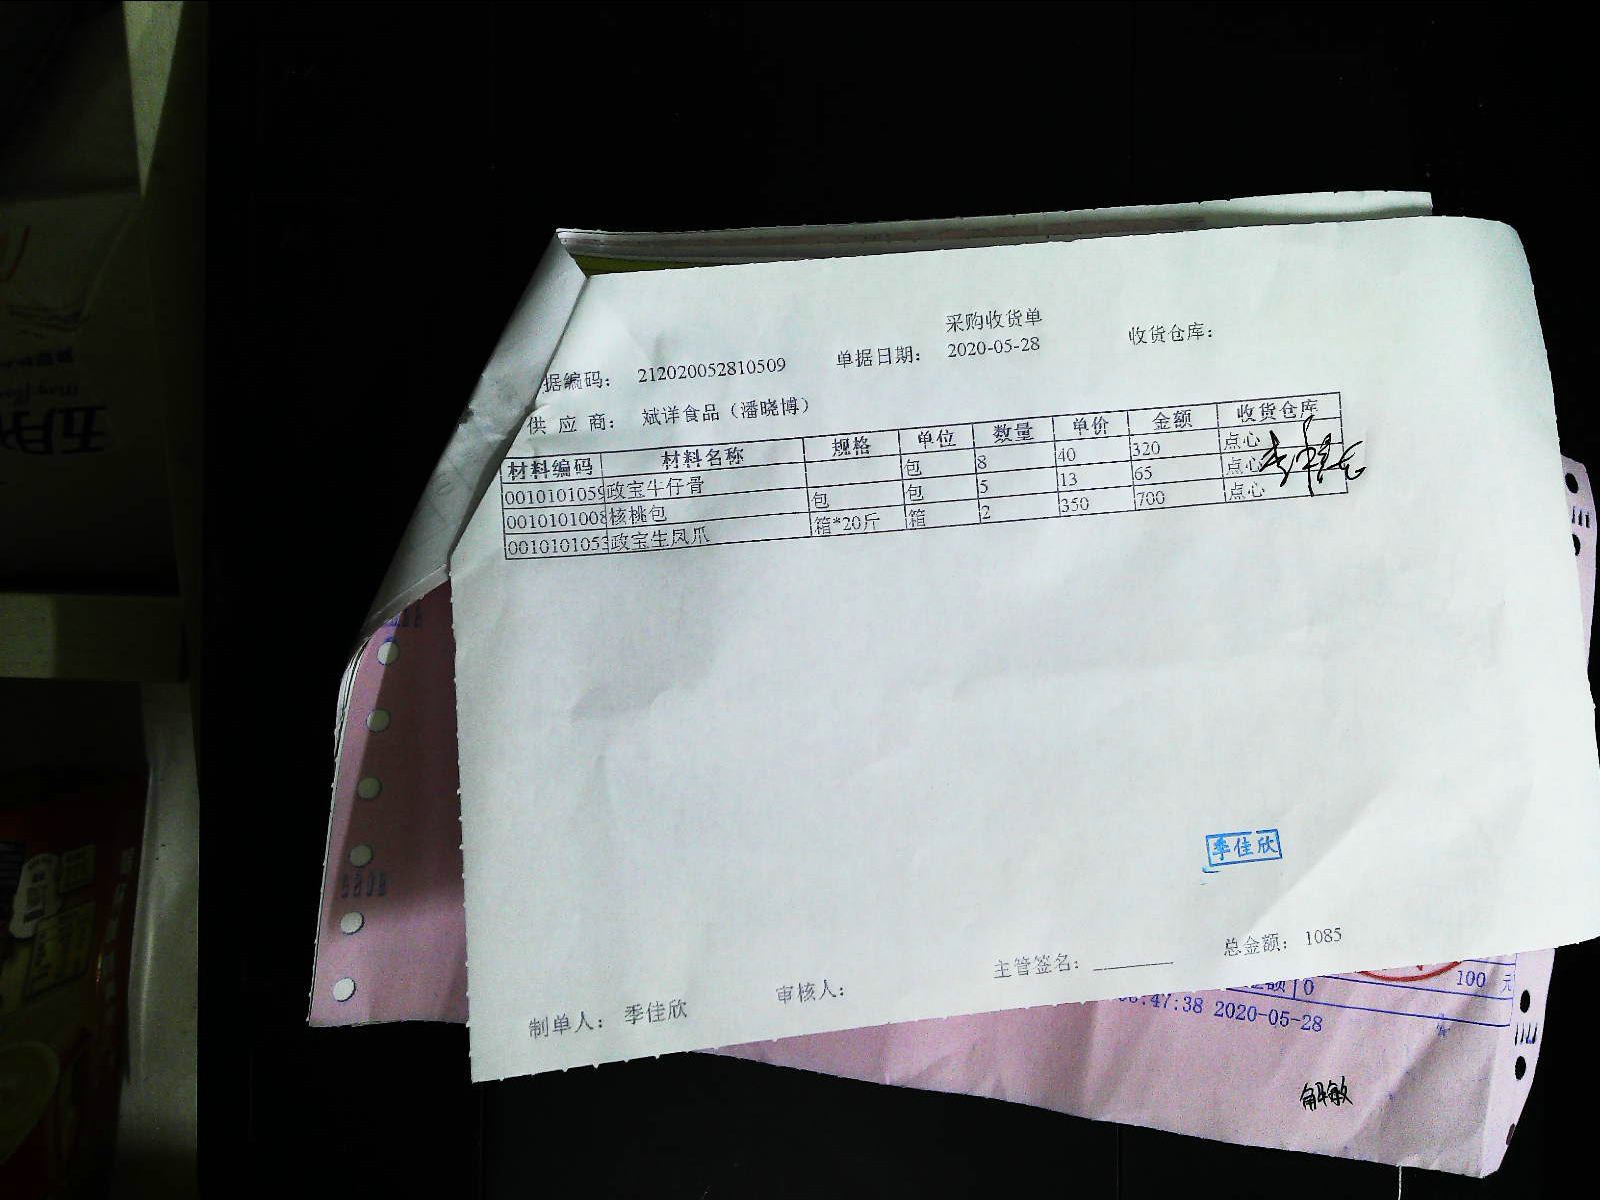 采购收货单
据编码: 212020052810509 单据日期: 2020-05-28 收货仓库:
供应商: 斌洋食品(潘晓博)
材料编码 材料名称 规格 单位 数量 单价 金额 收货仓库
0010101059 政宝牛仔骨 包 8 40 320 点心
0010101008 核桃包 包 包 5 13 65 点心
0010101053 政宝生凤爪 箱*20斤 箱 2 350 700 点心
季佳欣
总金额: 1085
制单人: 季佳欣 审核人: 主管签名:
额 0 100 元
:47:38 2020-05-28
解敏